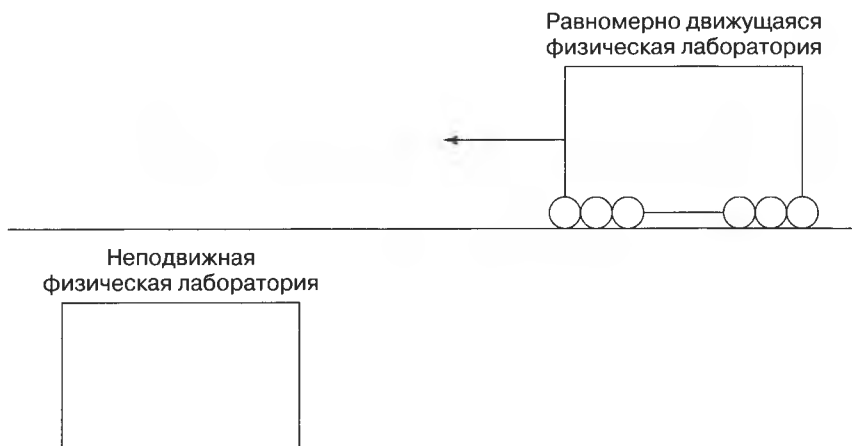 Равномерно движущаяся
физическая лаборатория
Неподвижная
физическая лаборатория